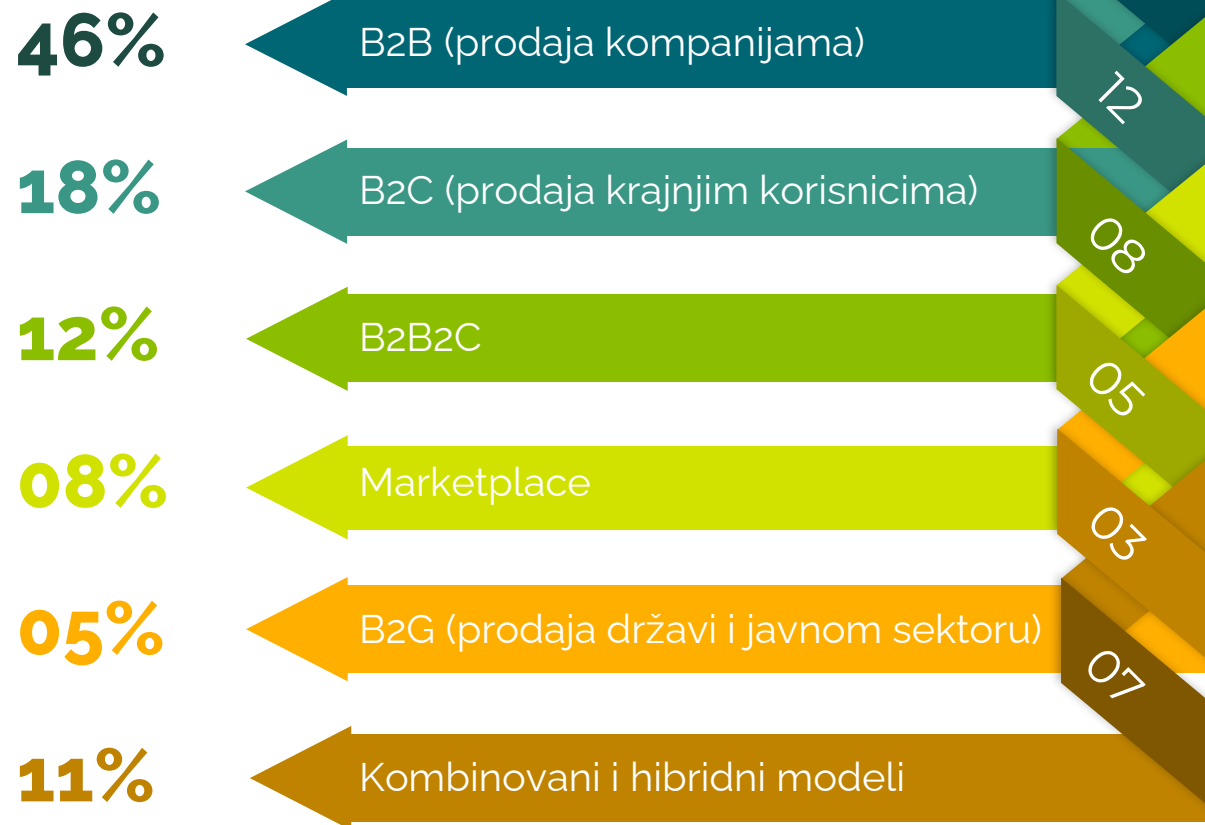 46%
B2B (prodaja kompanijama)
12
18%
B2C (prodaja krajnjim korisnicima)
08
12%
B2B2C
05
08%
Marketplace
03
05%
B2G (prodaja državi i javnom sektoru)
07
11%
Kombinovani i hibridni modeli